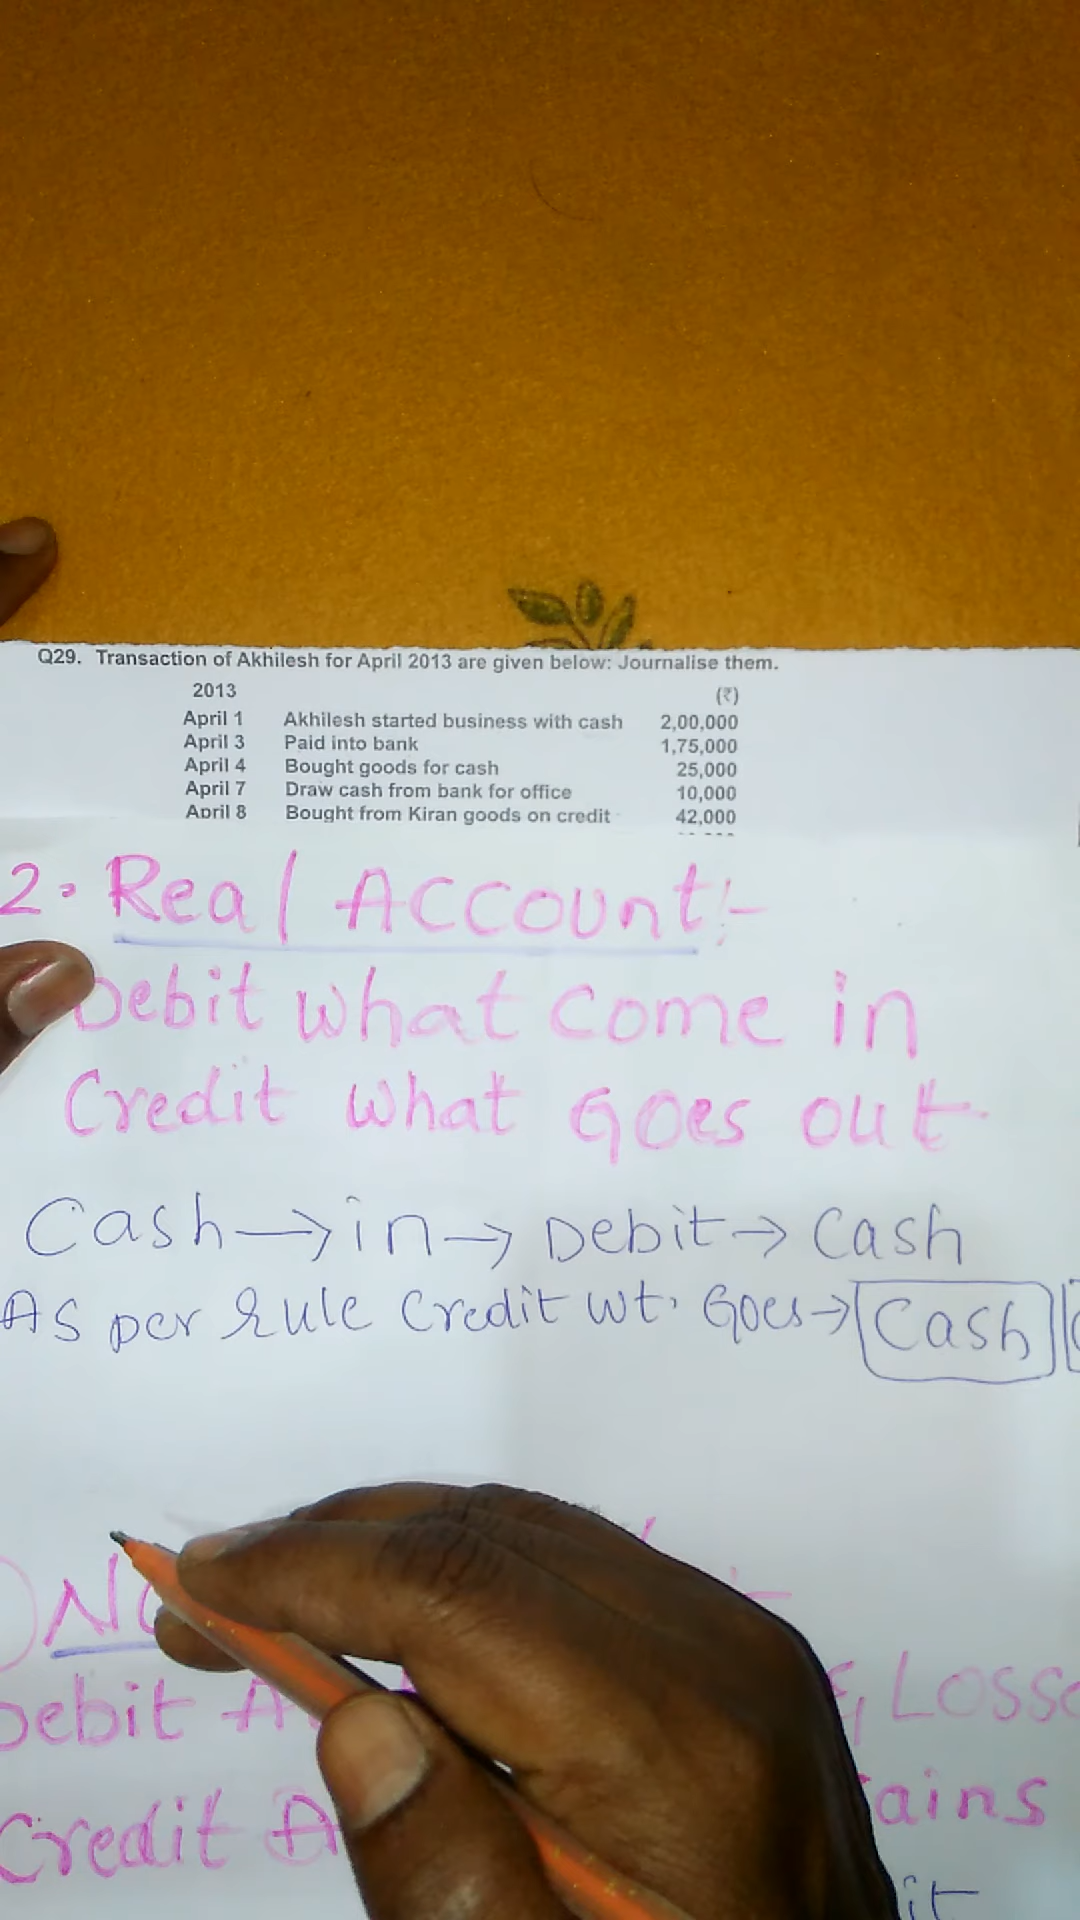 Q29. Transaction of Akhilesh for April 2013 are given below: Journalise them.
2013 (₹)
April 1 Akhilesh started business with cash 2,00,000
April 3 Paid into bank 1,75,000
April 4 Bought goods for cash 25,000
April 7 Draw cash from bank for office 10,000
April 8 Bought from Kiran goods on credit 42,000
2. Real Account:-
Debit what come in
Credit what Goes out
Cash → in → Debit → Cash
As per rule Credit wt. Goes → Cash
Debit & Loss
Credit ains
it